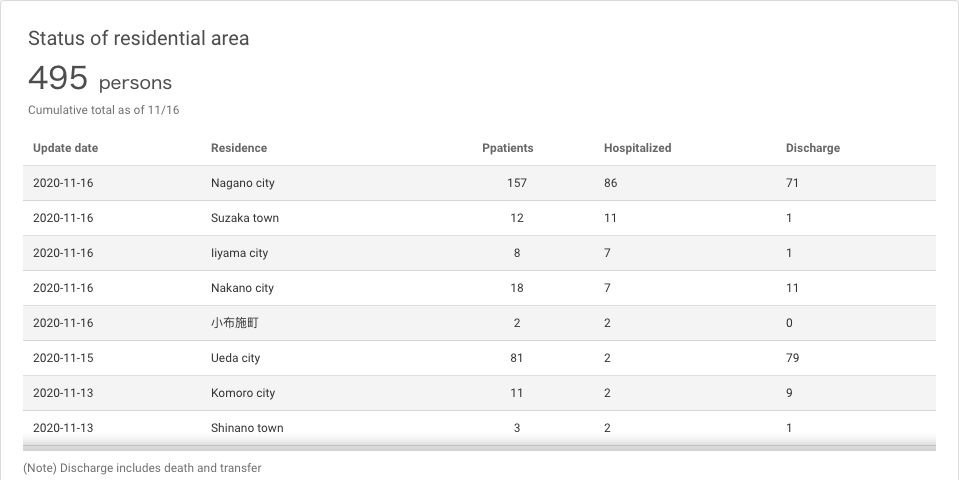 Status of residential area
495 persons
Cumulative total as of 11/16
Update date Residence Ppatients Hospitalized Discharge
2020-11-16 Nagano city 157 86 71
2020-11-16 Suzaka town 12 11 1
2020-11-16 Iiyama city 8 7 1
2020-11-16 Nakano city 18 7 11
2020-11-16 小布施町 2 2 0
2020-11-15 Ueda city 81 2 79
2020-11-13 Komoro city 11 2 9
2020-11-13 Shinano town 3 2 1
(Note) Discharge includes death and transfer